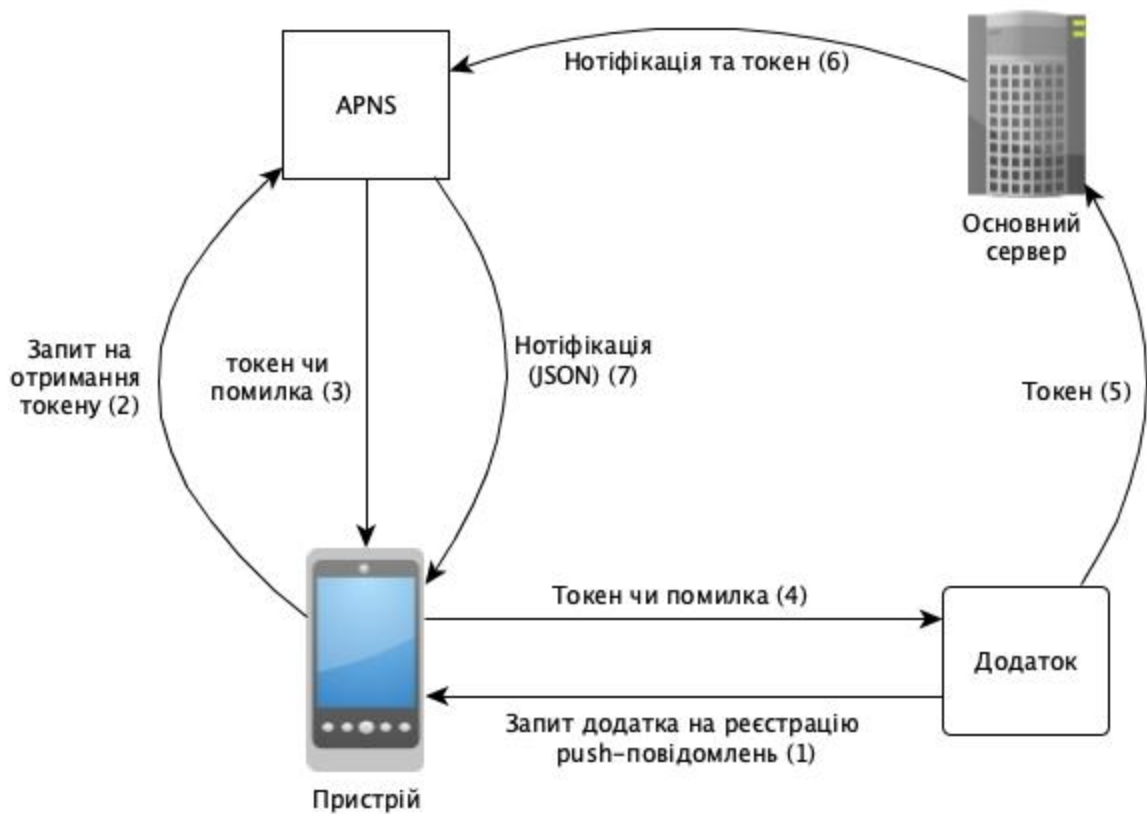 APNS
Нотіфікація та токен (6)
Основний
сервер
Запит на
отримання
токену (2)
токен чи
помилка (3)
Нотіфікація
(JSON) (7)
Токен (5)
Токен чи помилка (4)
Додаток
Запит додатка на реєстрацію
push-повідомлень (1)
Пристрій